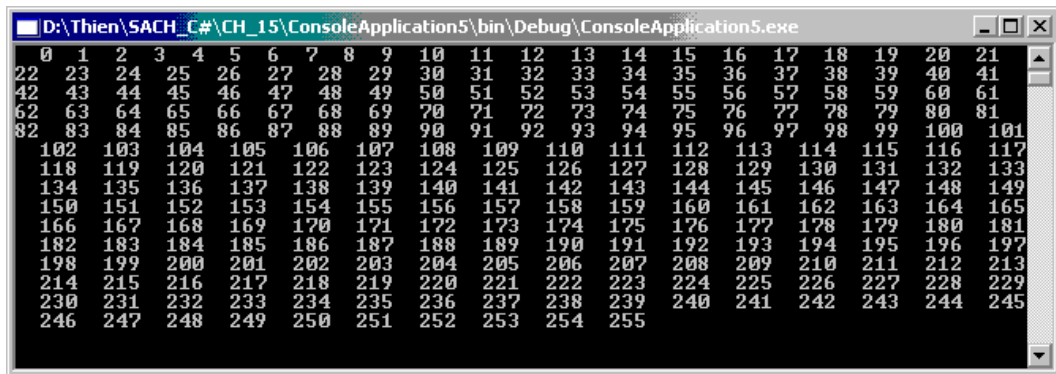 D:\Thien\SACH_C#\CH_15\ConsoleApplication5\bin\Debug\ConsoleApplication5.exe
0 1 2 3 4 5 6 7 8 9 10 11 12 13 14 15 16 17 18 19 20 21
22 23 24 25 26 27 28 29 30 31 32 33 34 35 36 37 38 39 40 41
42 43 44 45 46 47 48 49 50 51 52 53 54 55 56 57 58 59 60 61
62 63 64 65 66 67 68 69 70 71 72 73 74 75 76 77 78 79 80 81
82 83 84 85 86 87 88 89 90 91 92 93 94 95 96 97 98 99 100 101
102 103 104 105 106 107 108 109 110 111 112 113 114 115 116 117
118 119 120 121 122 123 124 125 126 127 128 129 130 131 132 133
134 135 136 137 138 139 140 141 142 143 144 145 146 147 148 149
150 151 152 153 154 155 156 157 158 159 160 161 162 163 164 165
166 167 168 169 170 171 172 173 174 175 176 177 178 179 180 181
182 183 184 185 186 187 188 189 190 191 192 193 194 195 196 197
198 199 200 201 202 203 204 205 206 207 208 209 210 211 212 213
214 215 216 217 218 219 220 221 222 223 224 225 226 227 228 229
230 231 232 233 234 235 236 237 238 239 240 241 242 243 244 245
246 247 248 249 250 251 252 253 254 255